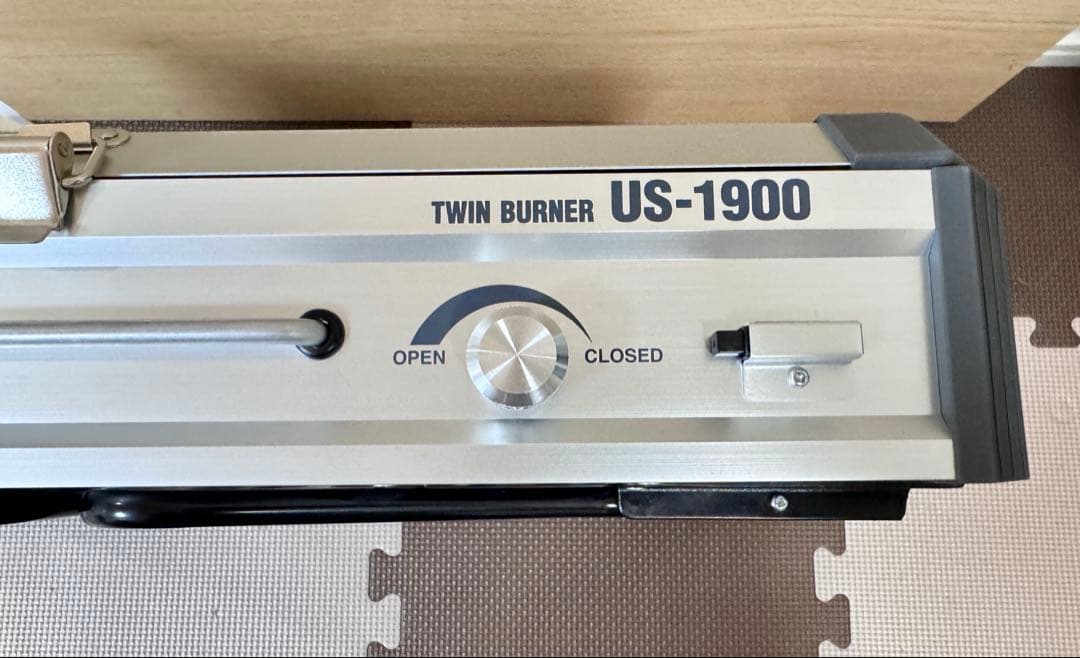 TWIN BURNER US-1900
OPEN CLOSED